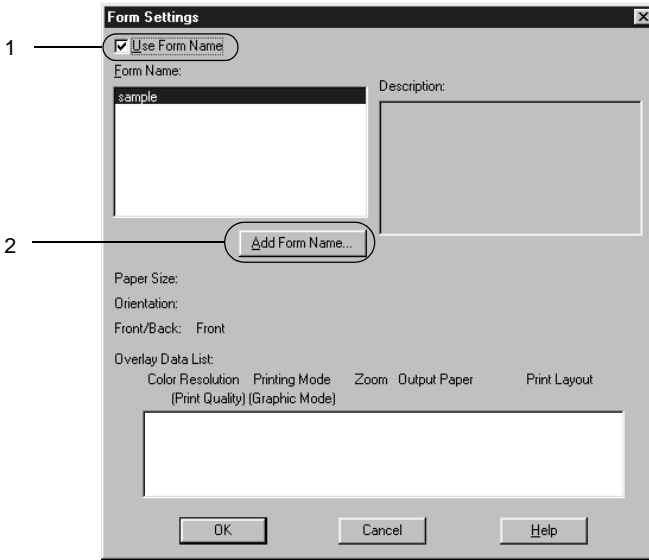 Form Settings
1
Use Form Name
Form Name:
Description:
sample
2
Add Form Name...
Paper Size:
Orientation:
Front/Back: Front
Overlay Data List:
Color Resolution Printing Mode Zoom Output Paper Print Layout
(Print Quality) (Graphic Mode)
OK Cancel Help